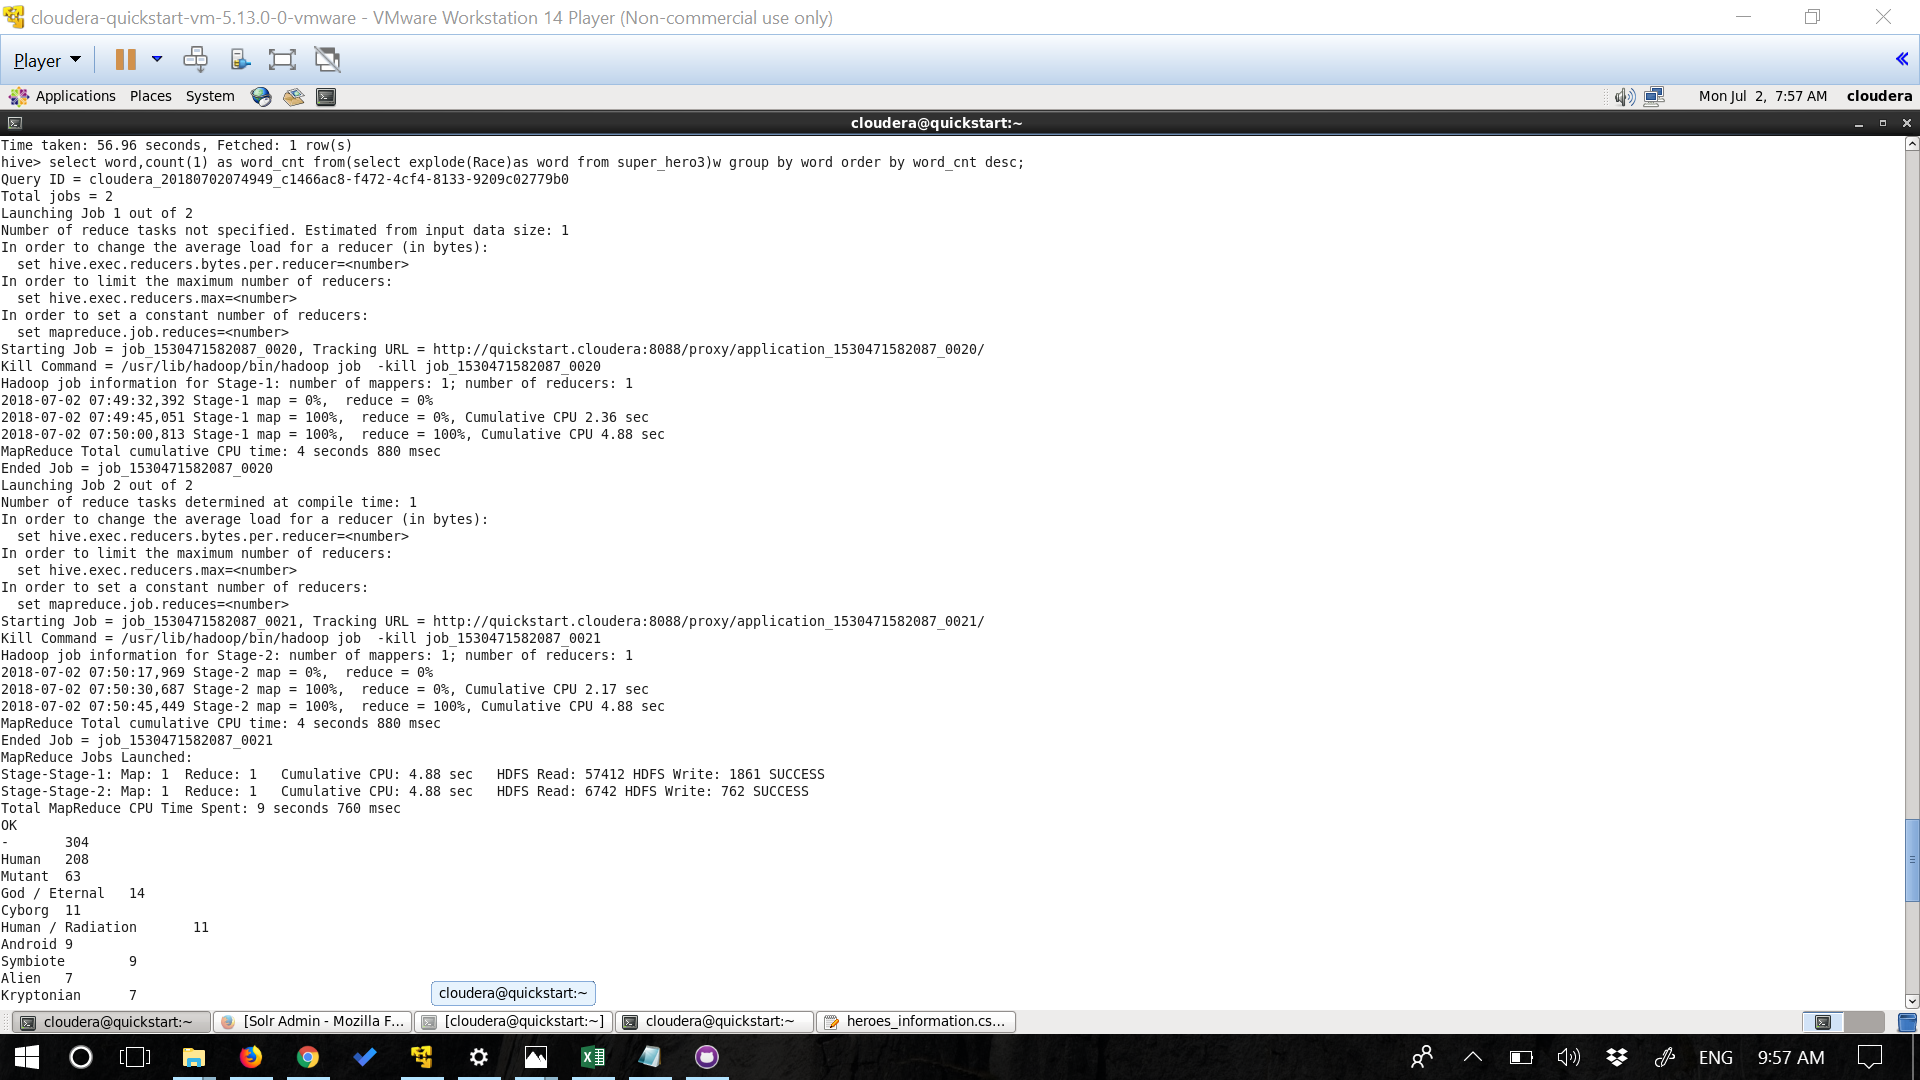 cloudera-quickstart-vm-5.13.0-0-vmware - VMware Workstation 14 Player (Non-commercial use only)
Player
Applications Places System Mon Jul 2, 7:57 AM cloudera
cloudera@quickstart:~
Time taken: 56.96 seconds, Fetched: 1 row(s)
hive> select word,count(1) as word_cnt from(select explode(Race)as word from super_hero3)w group by word order by word_cnt desc;
Query ID = cloudera_20180702074949_c1466ac8-f472-4cf4-8133-9209c02779b0
Total jobs = 2
Launching Job 1 out of 2
Number of reduce tasks not specified. Estimated from input data size: 1
In order to change the average load for a reducer (in bytes):
  set hive.exec.reducers.bytes.per.reducer=<number>
In order to limit the maximum number of reducers:
  set hive.exec.reducers.max=<number>
In order to set a constant number of reducers:
  set mapreduce.job.reduces=<number>
Starting Job = job_1530471582087_0020, Tracking URL = http://quickstart.cloudera:8088/proxy/application_1530471582087_0020/
Kill Command = /usr/lib/hadoop/bin/hadoop job  -kill job_1530471582087_0020
Hadoop job information for Stage-1: number of mappers: 1; number of reducers: 1
2018-07-02 07:49:32,392 Stage-1 map = 0%,  reduce = 0%
2018-07-02 07:49:45,051 Stage-1 map = 100%,  reduce = 0%, Cumulative CPU 2.36 sec
2018-07-02 07:50:00,813 Stage-1 map = 100%,  reduce = 100%, Cumulative CPU 4.88 sec
MapReduce Total cumulative CPU time: 4 seconds 880 msec
Ended Job = job_1530471582087_0020
Launching Job 2 out of 2
Number of reduce tasks determined at compile time: 1
In order to change the average load for a reducer (in bytes):
  set hive.exec.reducers.bytes.per.reducer=<number>
In order to limit the maximum number of reducers:
  set hive.exec.reducers.max=<number>
In order to set a constant number of reducers:
  set mapreduce.job.reduces=<number>
Starting Job = job_1530471582087_0021, Tracking URL = http://quickstart.cloudera:8088/proxy/application_1530471582087_0021/
Kill Command = /usr/lib/hadoop/bin/hadoop job  -kill job_1530471582087_0021
Hadoop job information for Stage-2: number of mappers: 1; number of reducers: 1
2018-07-02 07:50:17,969 Stage-2 map = 0%,  reduce = 0%
2018-07-02 07:50:30,687 Stage-2 map = 100%,  reduce = 0%, Cumulative CPU 2.17 sec
2018-07-02 07:50:45,449 Stage-2 map = 100%,  reduce = 100%, Cumulative CPU 4.88 sec
MapReduce Total cumulative CPU time: 4 seconds 880 msec
Ended Job = job_1530471582087_0021
MapReduce Jobs Launched:
Stage-Stage-1: Map: 1  Reduce: 1   Cumulative CPU: 4.88 sec   HDFS Read: 57412 HDFS Write: 1861 SUCCESS
Stage-Stage-2: Map: 1  Reduce: 1   Cumulative CPU: 4.88 sec   HDFS Read: 6742 HDFS Write: 762 SUCCESS
Total MapReduce CPU Time Spent: 9 seconds 760 msec
OK
-       304
Human   208
Mutant  63
God / Eternal   14
Cyborg  11
Human / Radiation       11
Android 9
Symbiote        9
Alien   7
Kryptonian      7
cloudera@quickstart:~
cloudera@quickstart:~ [Solr Admin - Mozilla F... [cloudera@quickstart:~] cloudera@quickstart:~ heroes_information.cs...
ENG 9:57 AM